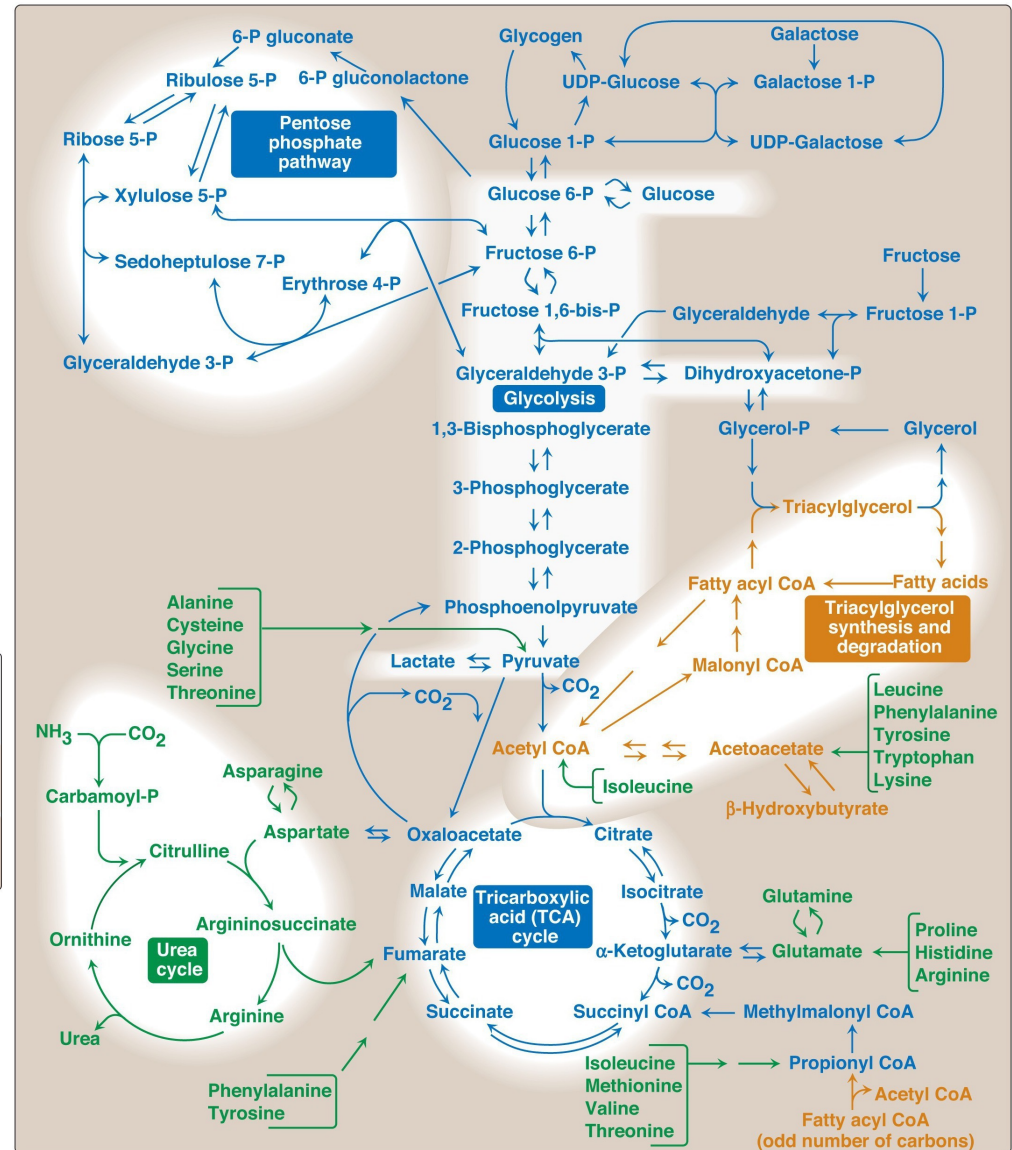 6-P gluconate
Ribulose 5-P
6-P gluconolactone
Ribose 5-P
Pentose
phosphate
pathway
Xylulose 5-P
Sedoheptulose 7-P
Erythrose 4-P
Glyceraldehyde 3-P
Glycogen
UDP-Glucose
Galactose
Galactose 1-P
Glucose 1-P
UDP-Galactose
Glucose 6-P
Glucose
Fructose 6-P
Fructose
Fructose 1,6-bis-P
Glyceraldehyde
Fructose 1-P
Glyceraldehyde 3-P
Dihydroxyacetone-P
Glycolysis
1,3-Bisphosphoglycerate
Glycerol-P
Glycerol
3-Phosphoglycerate
Triacylglycerol
2-Phosphoglycerate
Fatty acyl CoA
Fatty acids
Phosphoenolpyruvate
Triacylglycerol
synthesis and
degradation
Alanine
Cysteine
Glycine
Serine
Threonine
Lactate
Pyruvate
Malonyl CoA
CO2
CO2
Leucine
Phenylalanine
Tyrosine
Tryptophan
Lysine
Acetyl CoA
Acetoacetate
Isoleucine
β-Hydroxybutyrate
NH3
CO2
Carbamoyl-P
Asparagine
Aspartate
Citrulline
Argininosuccinate
Ornithine
Urea
cycle
Arginine
Urea
Phenylalanine
Tyrosine
Oxaloacetate
Citrate
Malate
Tricarboxylic
acid (TCA)
cycle
Isocitrate
CO2
Fumarate
α-Ketoglutarate
CO2
Succinate
Succinyl CoA
Glutamine
Glutamate
Proline
Histidine
Arginine
Methylmalonyl CoA
Isoleucine
Methionine
Valine
Threonine
Propionyl CoA
Acetyl CoA
Fatty acyl CoA
(odd number of carbons)